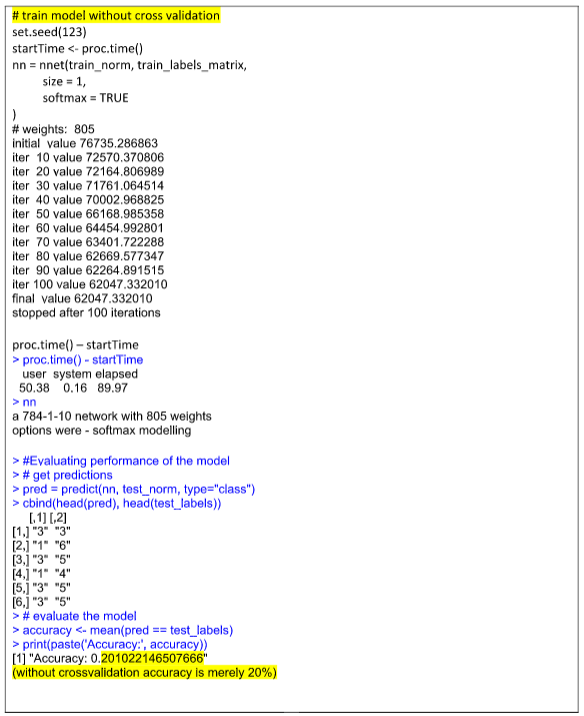 # train model without cross validation
set.seed(123)
startTime <- proc.time()
nn = nnet(train_norm, train_labels_matrix,
size = 1,
softmax = TRUE
)
# weights:  805
initial  value 76735.286863
iter  10 value 72570.370806
iter  20 value 72164.806989
iter  30 value 71761.064514
iter  40 value 70002.968825
iter  50 value 66168.985358
iter  60 value 64454.992801
iter  70 value 63401.722288
iter  80 value 62669.577347
iter  90 value 62264.891515
iter 100 value 62047.332010
final  value 62047.332010
stopped after 100 iterations
proc.time() – startTime
> proc.time() - startTime
user  system elapsed
50.38   0.16  89.97
> nn
a 784-1-10 network with 805 weights
options were - softmax modelling
> #Evaluating performance of the model
> # get predictions
> pred = predict(nn, test_norm, type="class")
> cbind(head(pred), head(test_labels))
[,1] [,2]
[1,] "3"  "3"
[2,] "1"  "6"
[3,] "3"  "5"
[4,] "1"  "4"
[5,] "3"  "5"
[6,] "3"  "5"
> # evaluate the model
> accuracy <- mean(pred == test_labels)
> print(paste('Accuracy:', accuracy))
[1] "Accuracy: 0.201022146507666"
(without crossvalidation accuracy is merely 20%)